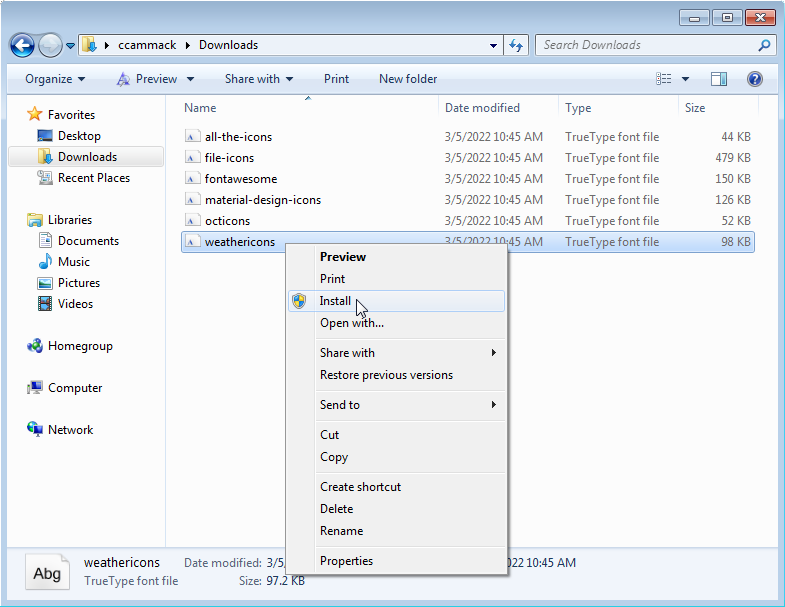 ccammack Downloads
Search Downloads
Organize Preview Share with Print New folder
Name Date modified Type Size
Favorites
Desktop
Downloads
Recent Places
Libraries
Documents
Music
Pictures
Videos
Homegroup
Computer
Network
all-the-icons 3/5/2022 10:45 AM TrueType font file 44 KB
file-icons 3/5/2022 10:45 AM TrueType font file 479 KB
fontawesome 3/5/2022 10:45 AM TrueType font file 150 KB
material-design-icons 3/5/2022 10:45 AM TrueType font file 126 KB
octicons 3/5/2022 10:45 AM TrueType font file 52 KB
weathericons 3/5/2022 10:45 AM TrueType font file 98 KB
Preview
Print
Install
Open with...
Share with
Restore previous versions
Send to
Cut
Copy
Create shortcut
Delete
Rename
Properties
Abg
weathericons Date modified: 3/5/ 022 10:45 AM
TrueType font file Size: 97.2 KB